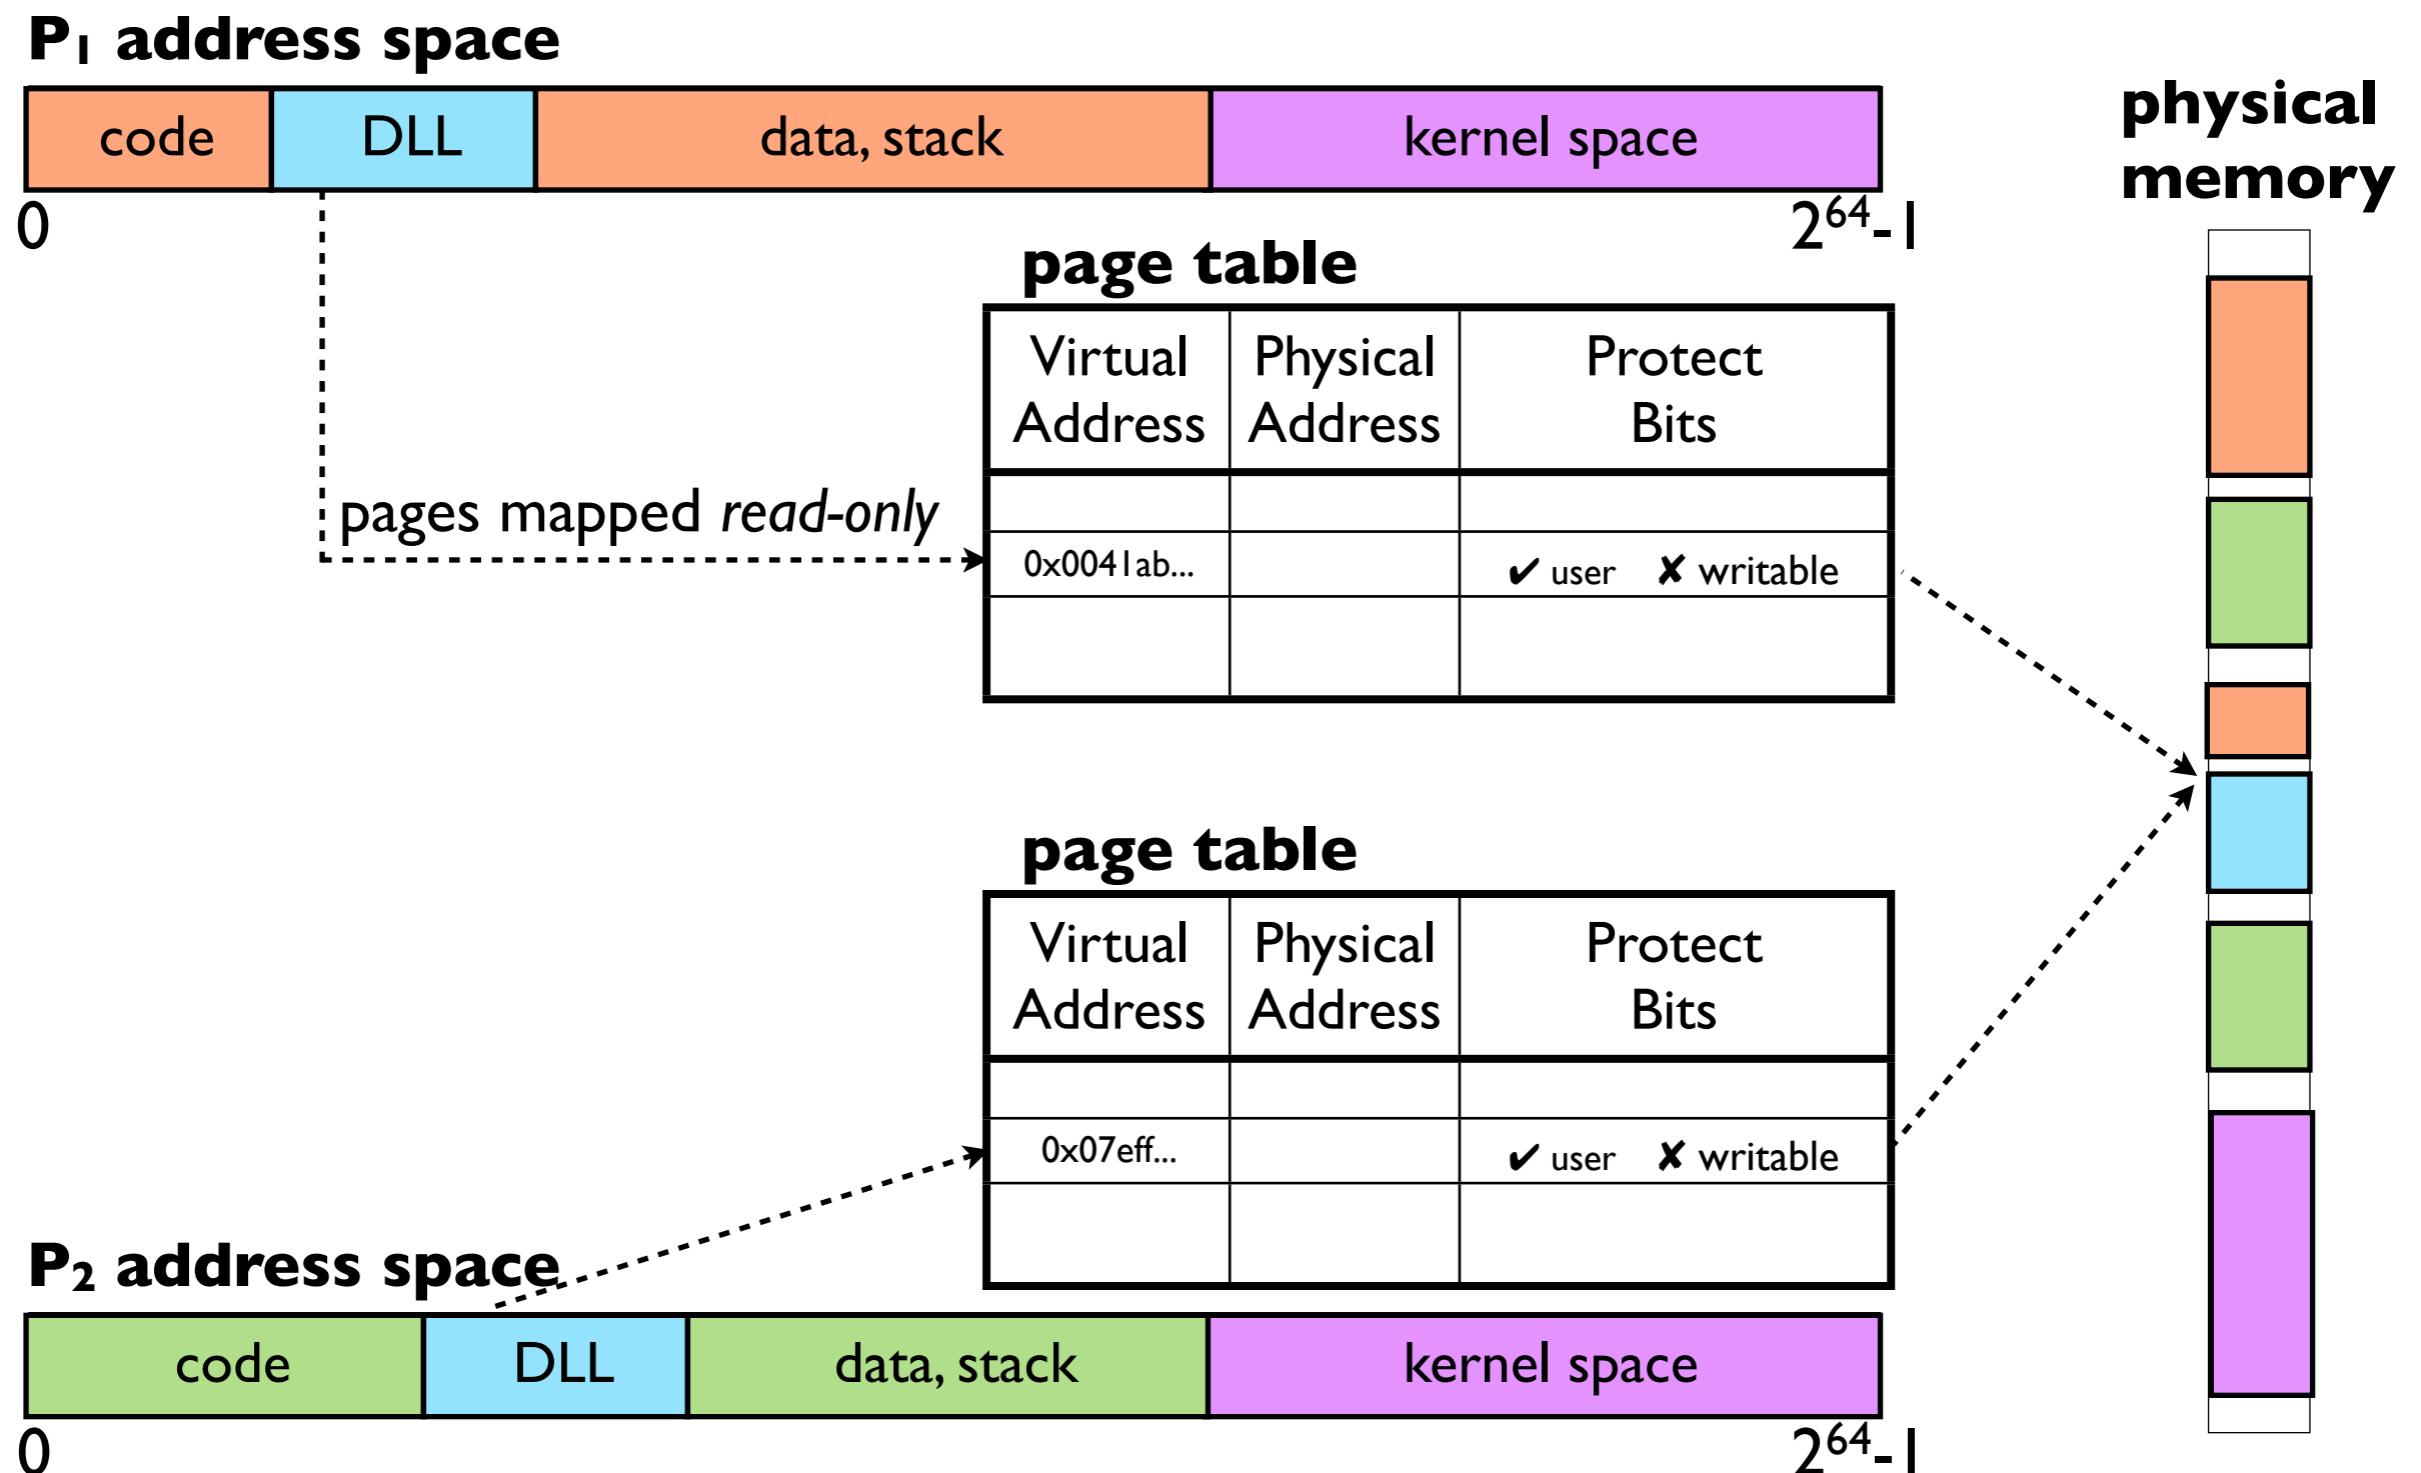 P₁ address space
physical
memory
code DLL data, stack kernel space
0 2⁶⁴-1
page table
Virtual Address Physical Address Protect Bits
pages mapped read-only
0x0041ab... ✔ user ✘ writable
page table
Virtual Address Physical Address Protect Bits
0x07eff... ✔ user ✘ writable
P₂ address space
code DLL data, stack kernel space
0 2⁶⁴-1